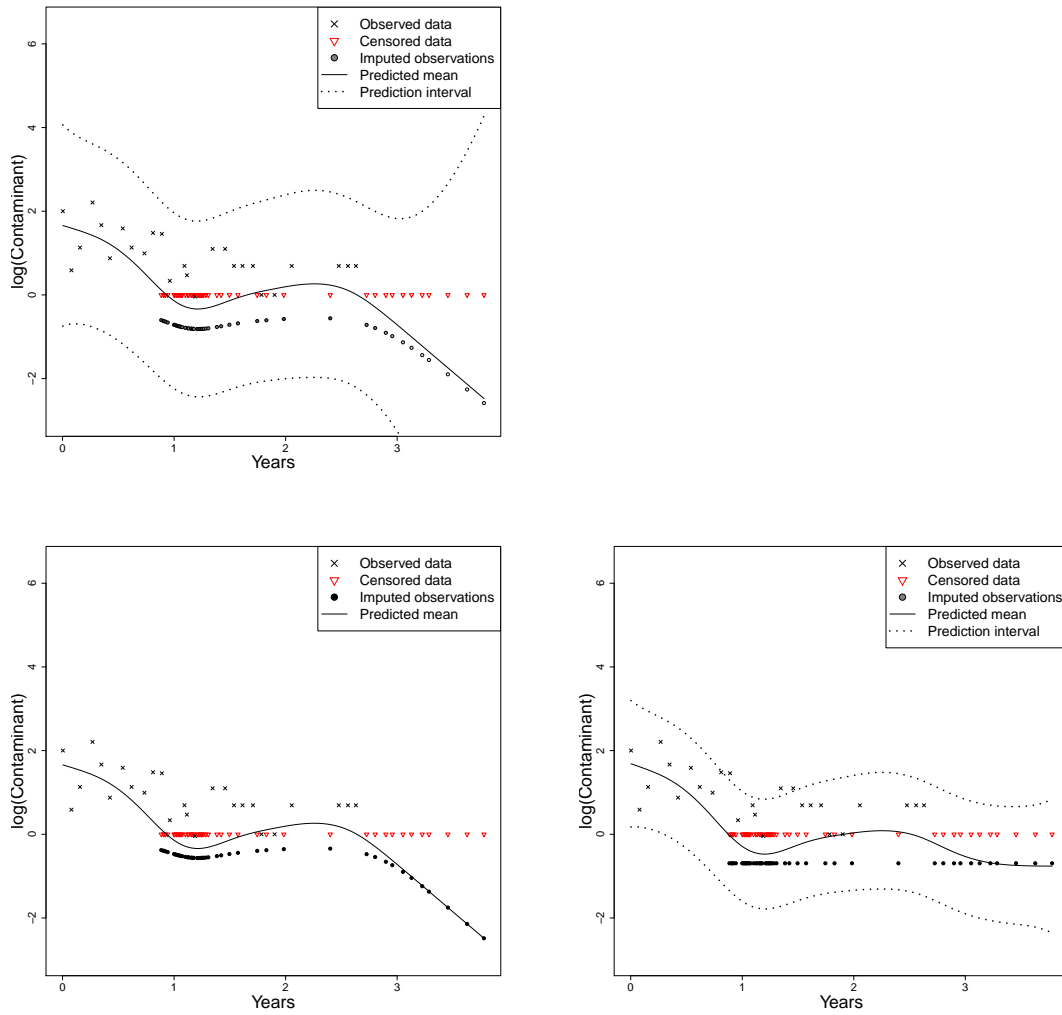 Observed data
Censored data
Imputed observations
Predicted mean
Prediction interval
log(Contaminant)
6
4
2
0
−2
0 1 2 3
Years
Observed data
Censored data
Imputed observations
Predicted mean
log(Contaminant)
6
4
2
0
−2
0 1 2 3
Years
Observed data
Censored data
Imputed observations
Predicted mean
Prediction interval
log(Contaminant)
6
4
2
0
−2
0 1 2 3
Years